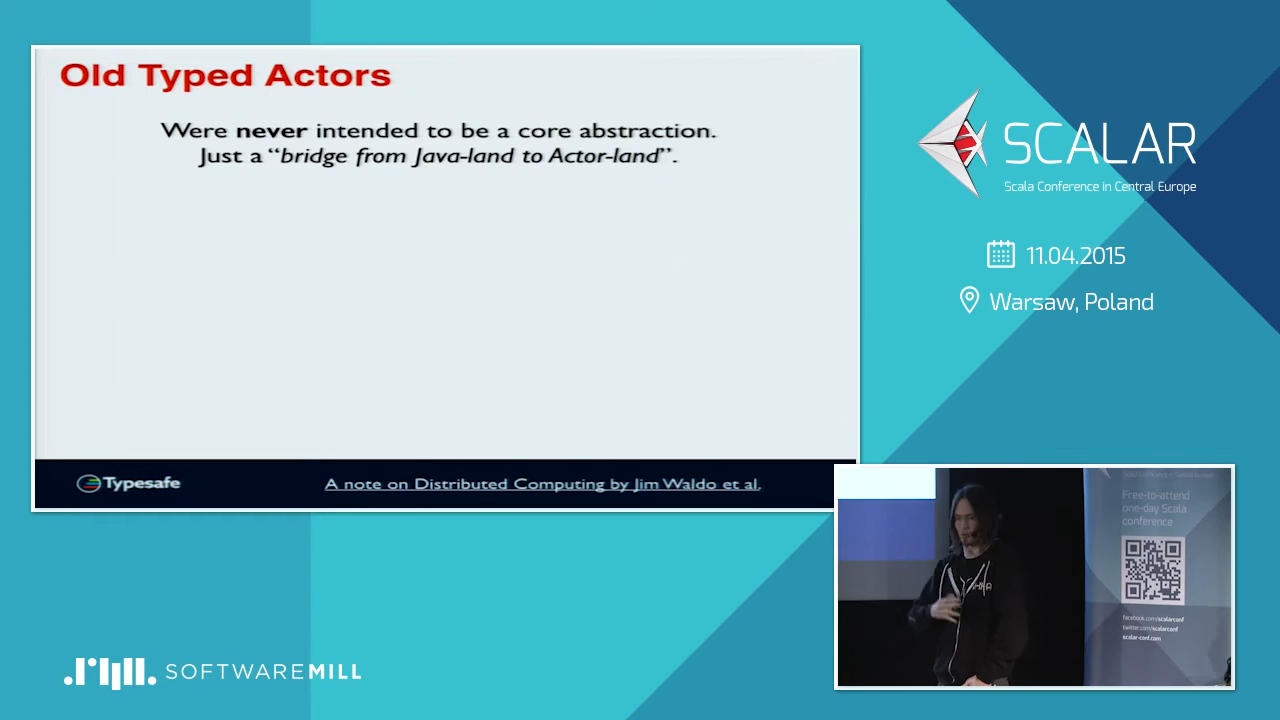 Old Typed Actors
Were never intended to be a core abstraction.
Just a “bridge from Java-land to Actor-land”.
Typesafe
A note on Distributed Computing by Jim Waldo et al.
SCALAR
Scala Conference in Central Europe
11.04.2015
Warsaw, Poland
Free-to-attend
one-day Scala
conference
facebook.com/scalarconf
twitter.com/scalarconf
scalar-conf.com
SOFTWAREMILL